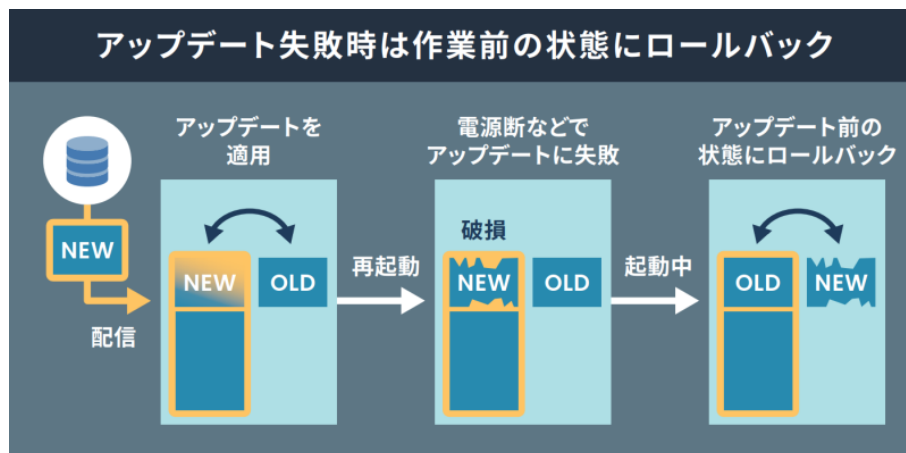 アップデート失敗時は作業前の状態にロールバック
NEW
配信
アップデートを
適用
NEW
OLD
再起動
電源断などで
アップデートに失敗
破損
NEW
OLD
起動中
アップデート前の
状態にロールバック
OLD
NEW